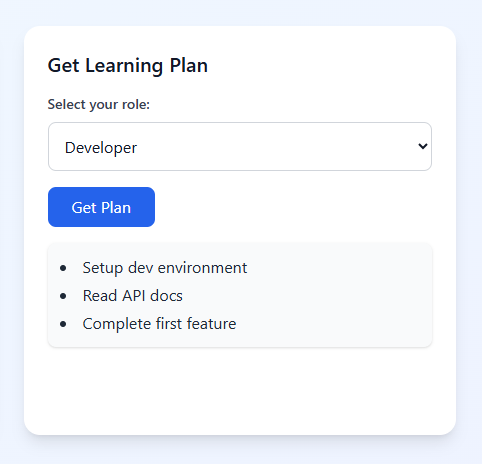 Get Learning Plan
Select your role:
Developer
Get Plan
Setup dev environment
Read API docs
Complete first feature